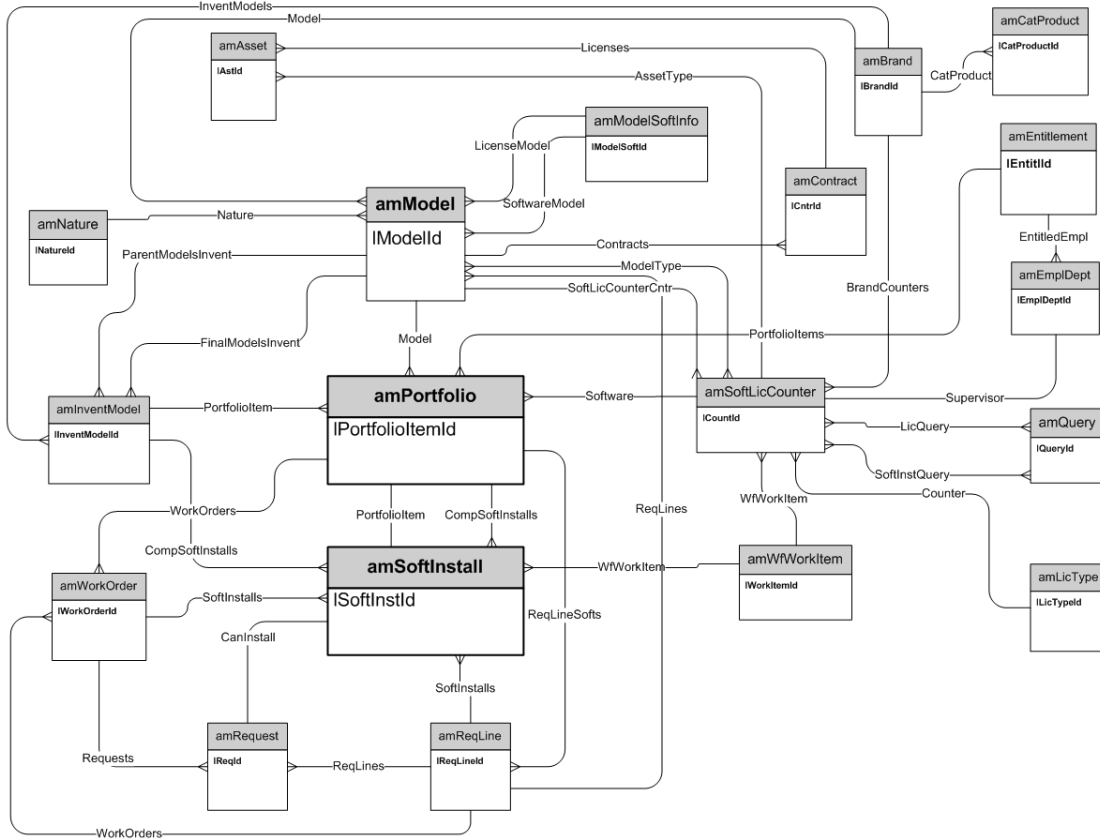 InventModels
Model
amAsset
lAstId
Licenses
AssetType
amBrand
lBrandId
CatProduct
amCatProduct
lCatProductId
amModelSoftInfo
lModelSoftId
LicenseModel
SoftwareModel
amEntitlement
lEntitlId
amContract
lCntrId
amModel
lModelId
amNature
lNatureId
Nature
ParentModelsInvent
Contracts
ModelType
SoftLicCounterCntr
EntitledEmpl
amEmplDept
lEmplDeptId
BrandCounters
FinalModelsInvent
Model
PortfolioItems
amInventModel
lInventModelId
PortfolioItem
amPortfolio
lPortfolioItemId
Software
amSoftLicCounter
lCountId
Supervisor
LicQuery
SoftInstQuery
amQuery
lQueryId
WorkOrders
CompSoftInstalls
PortfolioItem
CompSoftInstalls
ReqLines
WfWorkItem
Counter
amSoftInstall
lSoftInstId
WfWorkItem
amWfWorkItem
lWorkItemId
amLicType
lLicTypeId
amWorkOrder
lWorkOrderId
SoftInstalls
CanInstall
ReqLineSofts
SoftInstalls
Requests
amRequest
lReqId
ReqLines
amReqLine
lReqLineId
WorkOrders